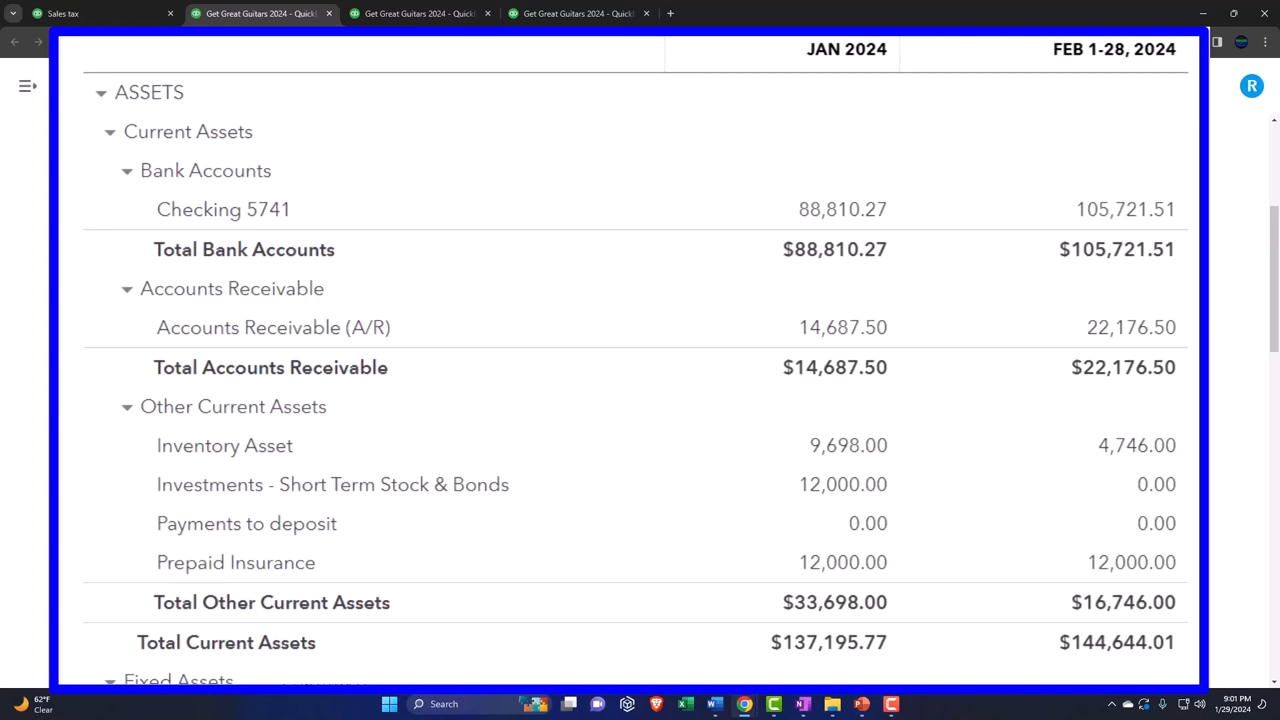 Sales tax
Get Great Guitars 2024 - Quick
Get Great Guitars 2024 - Quick
Get Great Guitars 2024 - Quick
JAN 2024 FEB 1-28, 2024
ASSETS
Current Assets
Bank Accounts
Checking 5741 88,810.27 105,721.51
Total Bank Accounts $88,810.27 $105,721.51
Accounts Receivable
Accounts Receivable (A/R) 14,687.50 22,176.50
Total Accounts Receivable $14,687.50 $22,176.50
Other Current Assets
Inventory Asset 9,698.00 4,746.00
Investments - Short Term Stock & Bonds 12,000.00 0.00
Payments to deposit 0.00 0.00
Prepaid Insurance 12,000.00 12,000.00
Total Other Current Assets $33,698.00 $16,746.00
Total Current Assets $137,195.77 $144,644.01
Fixed Assets
R
62°F
Clear
Search
9:01 PM
1/29/2024